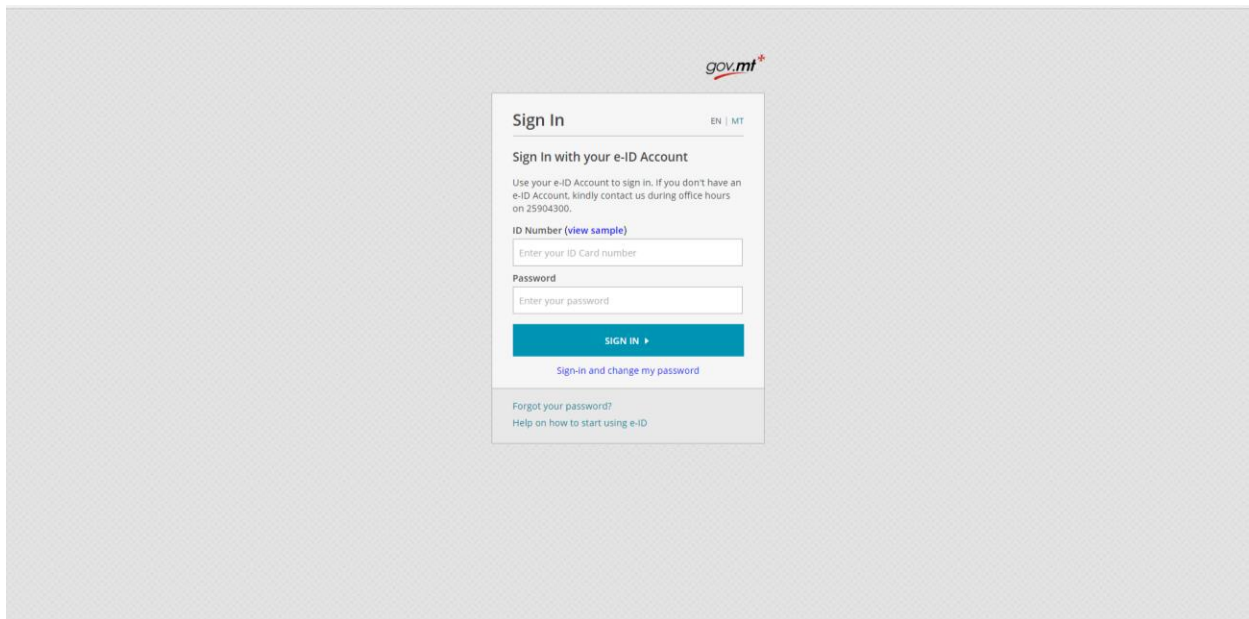 gov.mt
Sign In
EN | MT
Sign In with your e-ID Account
Use your e-ID Account to sign in. If you don't have an
e-ID Account, kindly contact us during office hours
on 25904300.
ID Number (view sample)
Enter your ID Card number
Password
Enter your password
SIGN IN
Sign-in and change my password
Forgot your password?
Help on how to start using e-ID